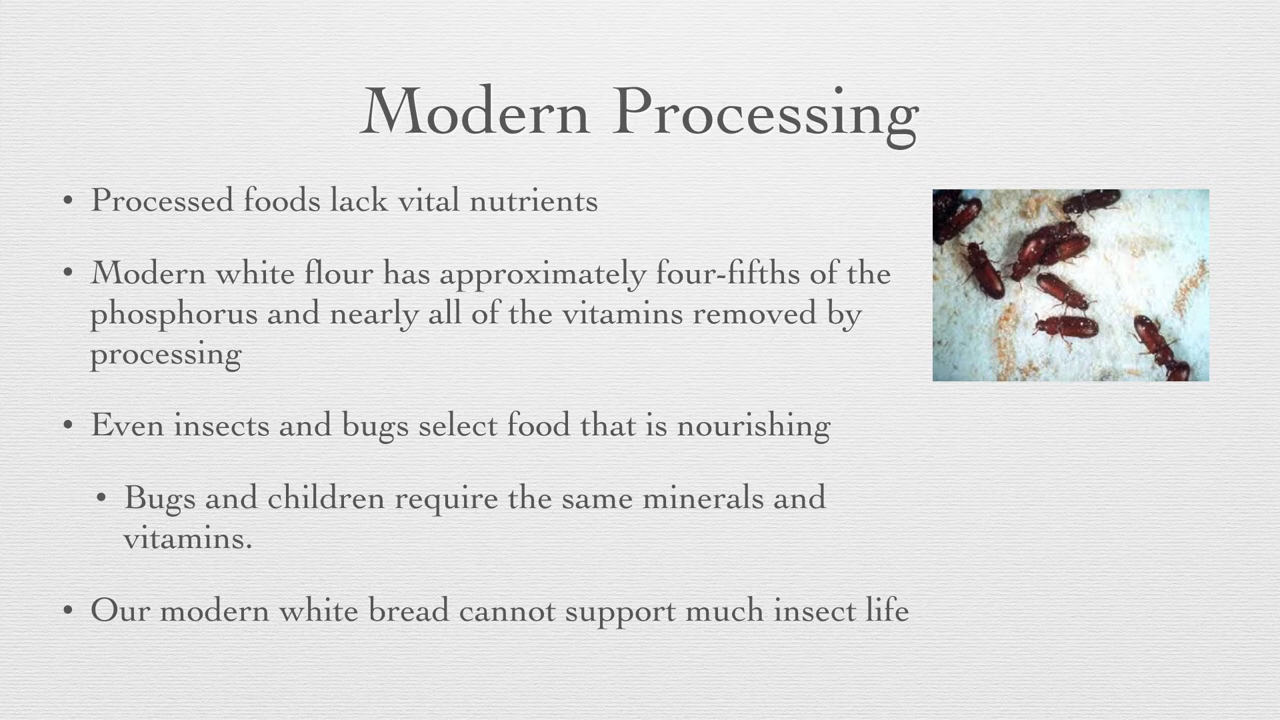 Modern Processing
• Processed foods lack vital nutrients
• Modern white flour has approximately four-fifths of the
phosphorus and nearly all of the vitamins removed by
processing
• Even insects and bugs select food that is nourishing
• Bugs and children require the same minerals and
vitamins.
• Our modern white bread cannot support much insect life